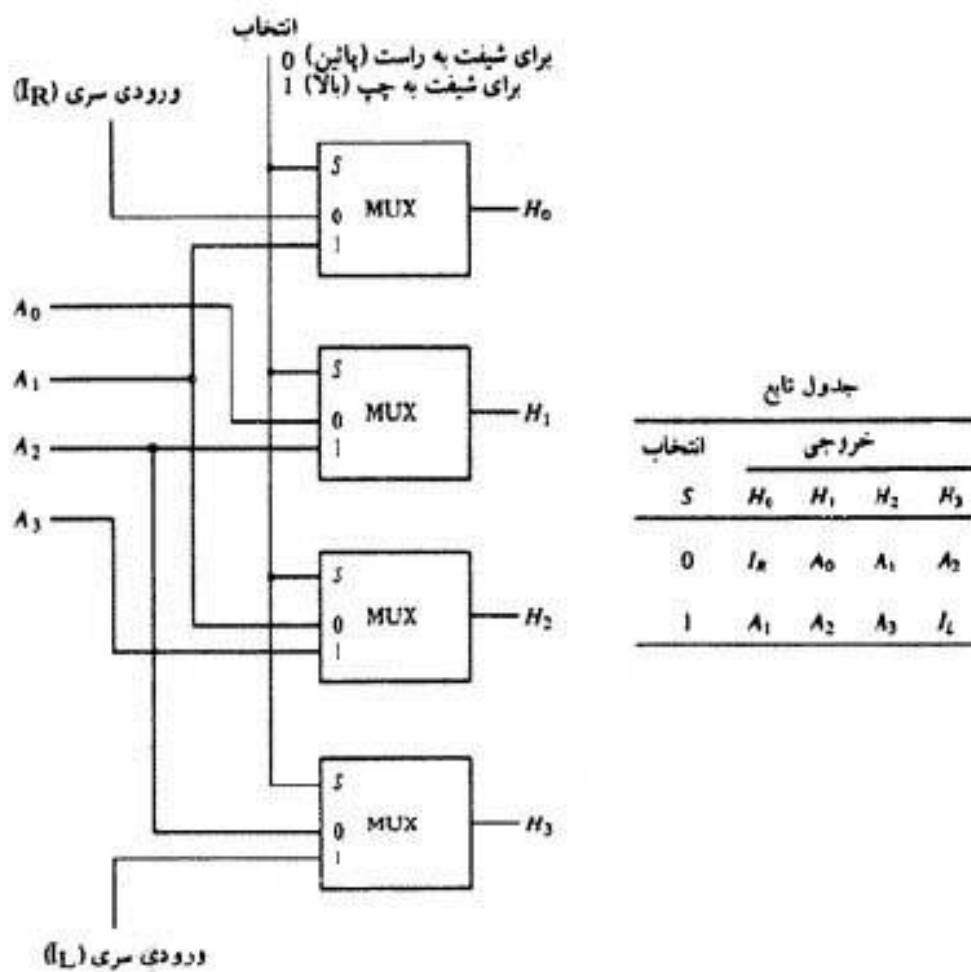 انتخاب
0 برای شیفت به راست (پائین)
1 برای شیفت به چپ (بالا)
ورودی سری (IR)
S
MUX
0
1
H0
A0
A1
A2
A3
S
MUX
0
1
H1
S
MUX
0
1
H2
S
MUX
0
1
H3
ورودی سری (IL)
جدول تابع
انتخاب خروجی
S H0 H1 H2 H3
0 IR A0 A1 A2
1 A1 A2 A3 IL